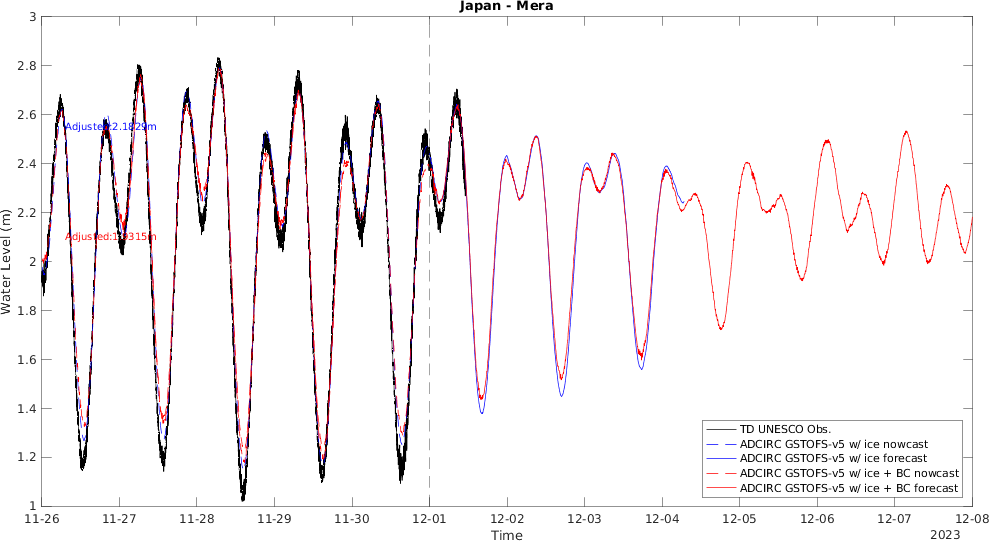 Japan - Mera
3
2.8
2.6
2.4
2.2
2
1.8
1.6
1.4
1.2
1
Water Level (m)
Adjusted:2.1829m
11-26
11-27
11-28
11-29
11-30
12-01
12-02
12-03
12-04
12-05
12-06
12-07
12-08
Time
2023
TD UNESCO Obs.
ADCIRC GSTOFS-v5 w/ ice nowcast
ADCIRC GSTOFS-v5 w/ ice forecast
ADCIRC GSTOFS-v5 w/ ice + BC nowcast
ADCIRC GSTOFS-v5 w/ ice + BC forecast